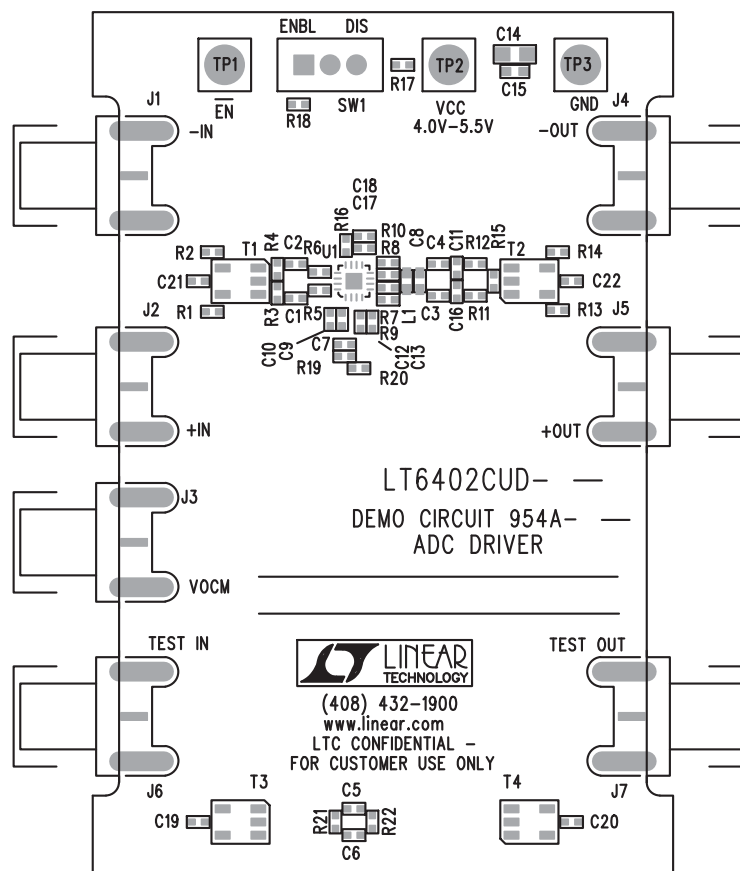 ENBL DIS
C14
TP1
TP2
TP3
R17
C15
J1
EN
R18
SW1
VCC
4.0V-5.5V
GND
J4
-IN
-OUT
C18
C17
R16
R10
R8
C8
C4
C11
R12
R15
T2
R14
R2
T1
R4
C2
R6
U1
C21
C22
J2
R1
R3
C1
R5
R7
R9
L1
C3
C16
R11
R13
J5
C10
C9
C7
C12
C13
R19
R20
+IN
+OUT
LT6402CUD- —
J3
DEMO CIRCUIT 954A- —
ADC DRIVER
VOCM
TEST IN
TEST OUT
LINEAR
TECHNOLOGY
(408) 432-1900
www.linear.com
LTC CONFIDENTIAL -
FOR CUSTOMER USE ONLY
J6
J7
T3
C5
T4
C19
R21
R22
C20
C6